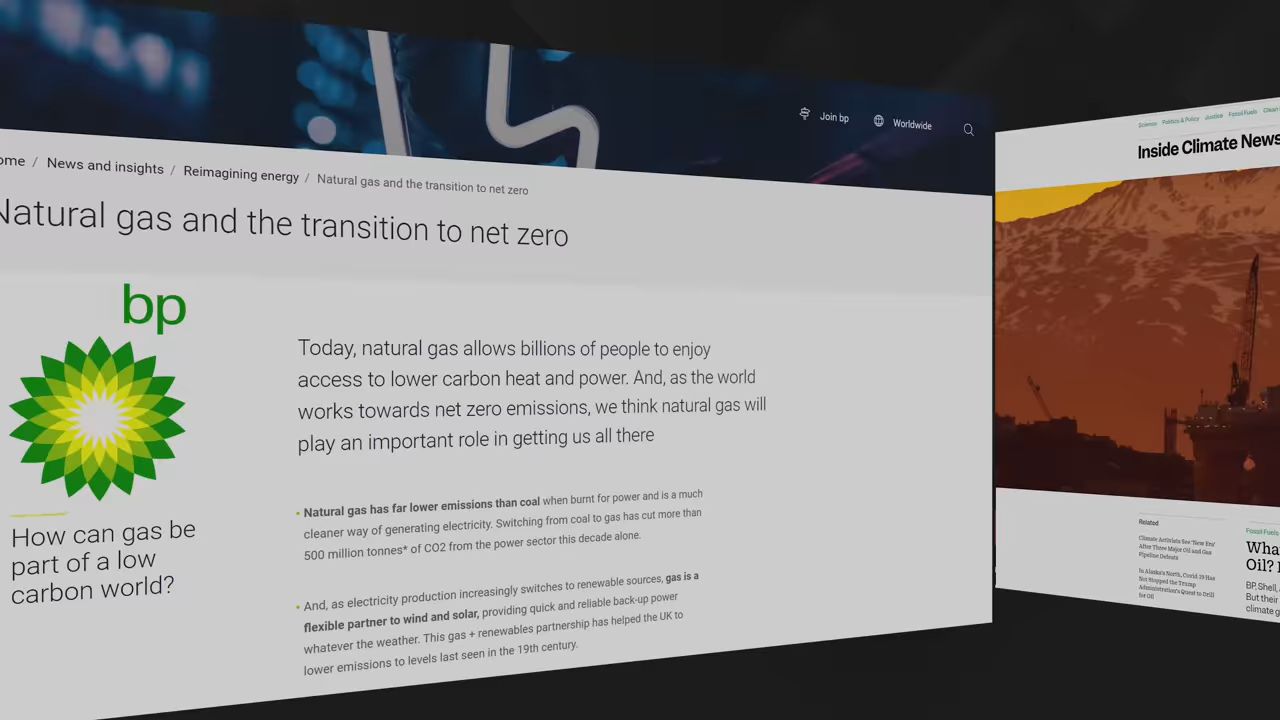 Join bp
Worldwide
ome / News and insights / Reimagining energy / Natural gas and the transition to net zero
Natural gas and the transition to net zero
bp
How can gas be
part of a low
carbon world?
Today, natural gas allows billions of people to enjoy
access to lower carbon heat and power. And, as the world
works towards net zero emissions, we think natural gas will
play an important role in getting us all there
• Natural gas has far lower emissions than coal when burnt for power and is a much
cleaner way of generating electricity. Switching from coal to gas has cut more than
500 million tonnes* of CO2 from the power sector this decade alone.
• And, as electricity production increasingly switches to renewable sources, gas is a
flexible partner to wind and solar, providing quick and reliable back-up power
whatever the weather. This gas + renewables partnership has helped the UK to
lower emissions to levels last seen in the 19th century.
Science Politics & Policy Justice Fossil Fuels Clean
Inside Climate News
Related
Climate Activists See 'New Era'
After Three Major Oil and Gas
Pipeline Defeats
In Alaska's North, Covid-19 Has
Not Stopped the Trump
Administration's Quest to Drill
for Oil
Fossil Fuels
Wha
Oil?
BP, Shell,
But their
climate g